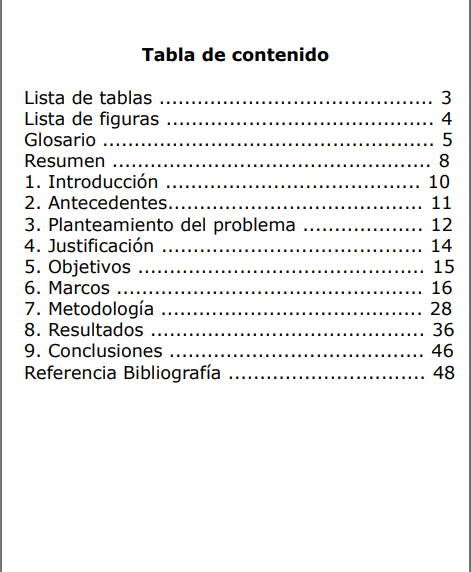 Tabla de contenido
Lista de tablas ........................................... 3
Lista de figuras .......................................... 4
Glosario .................................................... 5
Resumen .................................................. 8
1. Introducción ........................................ 10
2. Antecedentes........................................ 11
3. Planteamiento del problema ................... 12
4. Justificación ......................................... 14
5. Objetivos ............................................. 15
6. Marcos ................................................ 16
7. Metodología ......................................... 28
8. Resultados ........................................... 36
9. Conclusiones ........................................ 46
Referencia Bibliografía ............................... 48